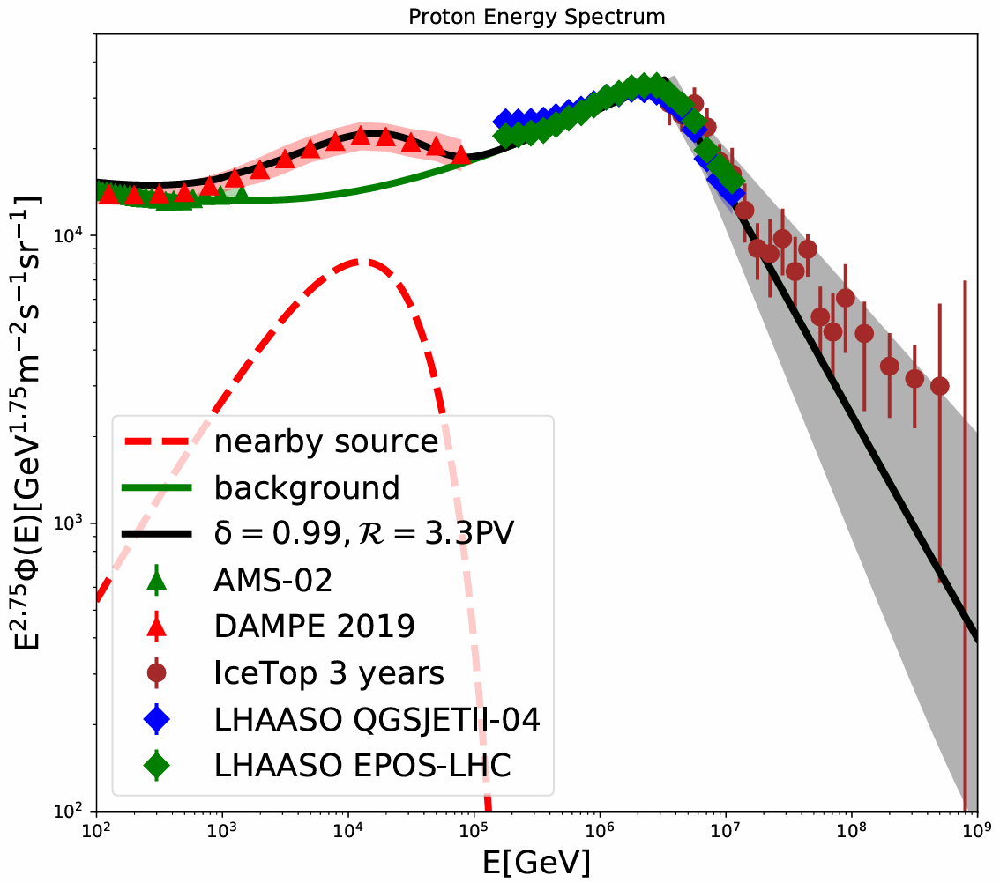 Proton Energy Spectrum
E^2.75Φ(E)[GeV^1.75m^−2s^−1sr^−1]
10^4
10^3
10^2
nearby source
background
δ = 0.99, ℛ = 3.3PV
AMS-02
DAMPE 2019
IceTop 3 years
LHAASO QGSJETII-04
LHAASO EPOS-LHC
10^2 10^3 10^4 10^5 10^6 10^7 10^8 10^9
E[GeV]